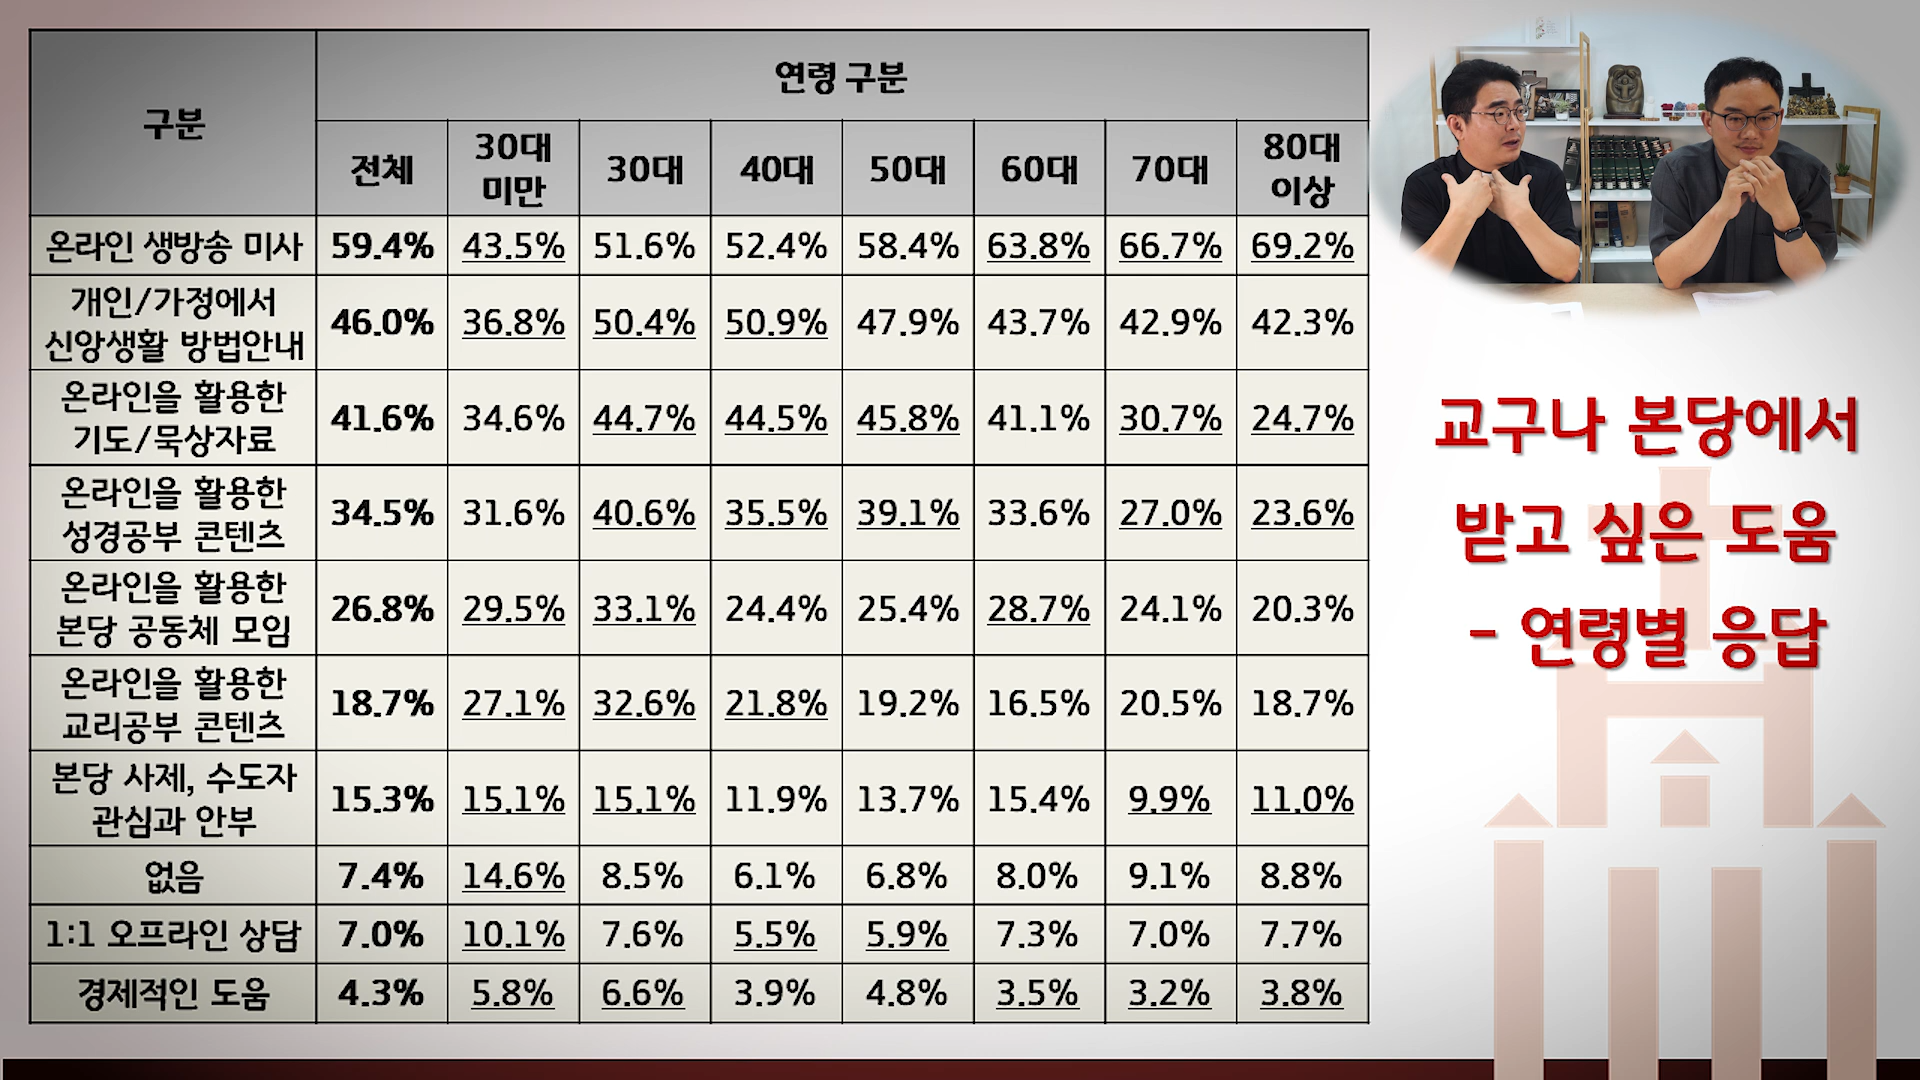 구분
연령 구분
전체
30대
미만
30대
40대
50대
60대
70대
80대
이상
온라인 생방송 미사 59.4% 43.5% 51.6% 52.4% 58.4% 63.8% 66.7% 69.2%
개인/가정에서
신앙생활 방법안내
46.0% 36.8% 50.4% 50.9% 47.9% 43.7% 42.9% 42.3%
온라인을 활용한
기도/묵상자료
41.6% 34.6% 44.7% 44.5% 45.8% 41.1% 30.7% 24.7%
온라인을 활용한
성경공부 콘텐츠
34.5% 31.6% 40.6% 35.5% 39.1% 33.6% 27.0% 23.6%
온라인을 활용한
본당 공동체 모임
26.8% 29.5% 33.1% 24.4% 25.4% 28.7% 24.1% 20.3%
온라인을 활용한
교리공부 콘텐츠
18.7% 27.1% 32.6% 21.8% 19.2% 16.5% 20.5% 18.7%
본당 사제, 수도자
관심과 안부
15.3% 15.1% 15.1% 11.9% 13.7% 15.4% 9.9% 11.0%
없음 7.4% 14.6% 8.5% 6.1% 6.8% 8.0% 9.1% 8.8%
1:1 오프라인 상담 7.0% 10.1% 7.6% 5.5% 5.9% 7.3% 7.0% 7.7%
경제적인 도움 4.3% 5.8% 6.6% 3.9% 4.8% 3.5% 3.2% 3.8%
교구나 본당에서
받고 싶은 도움
- 연령별 응답